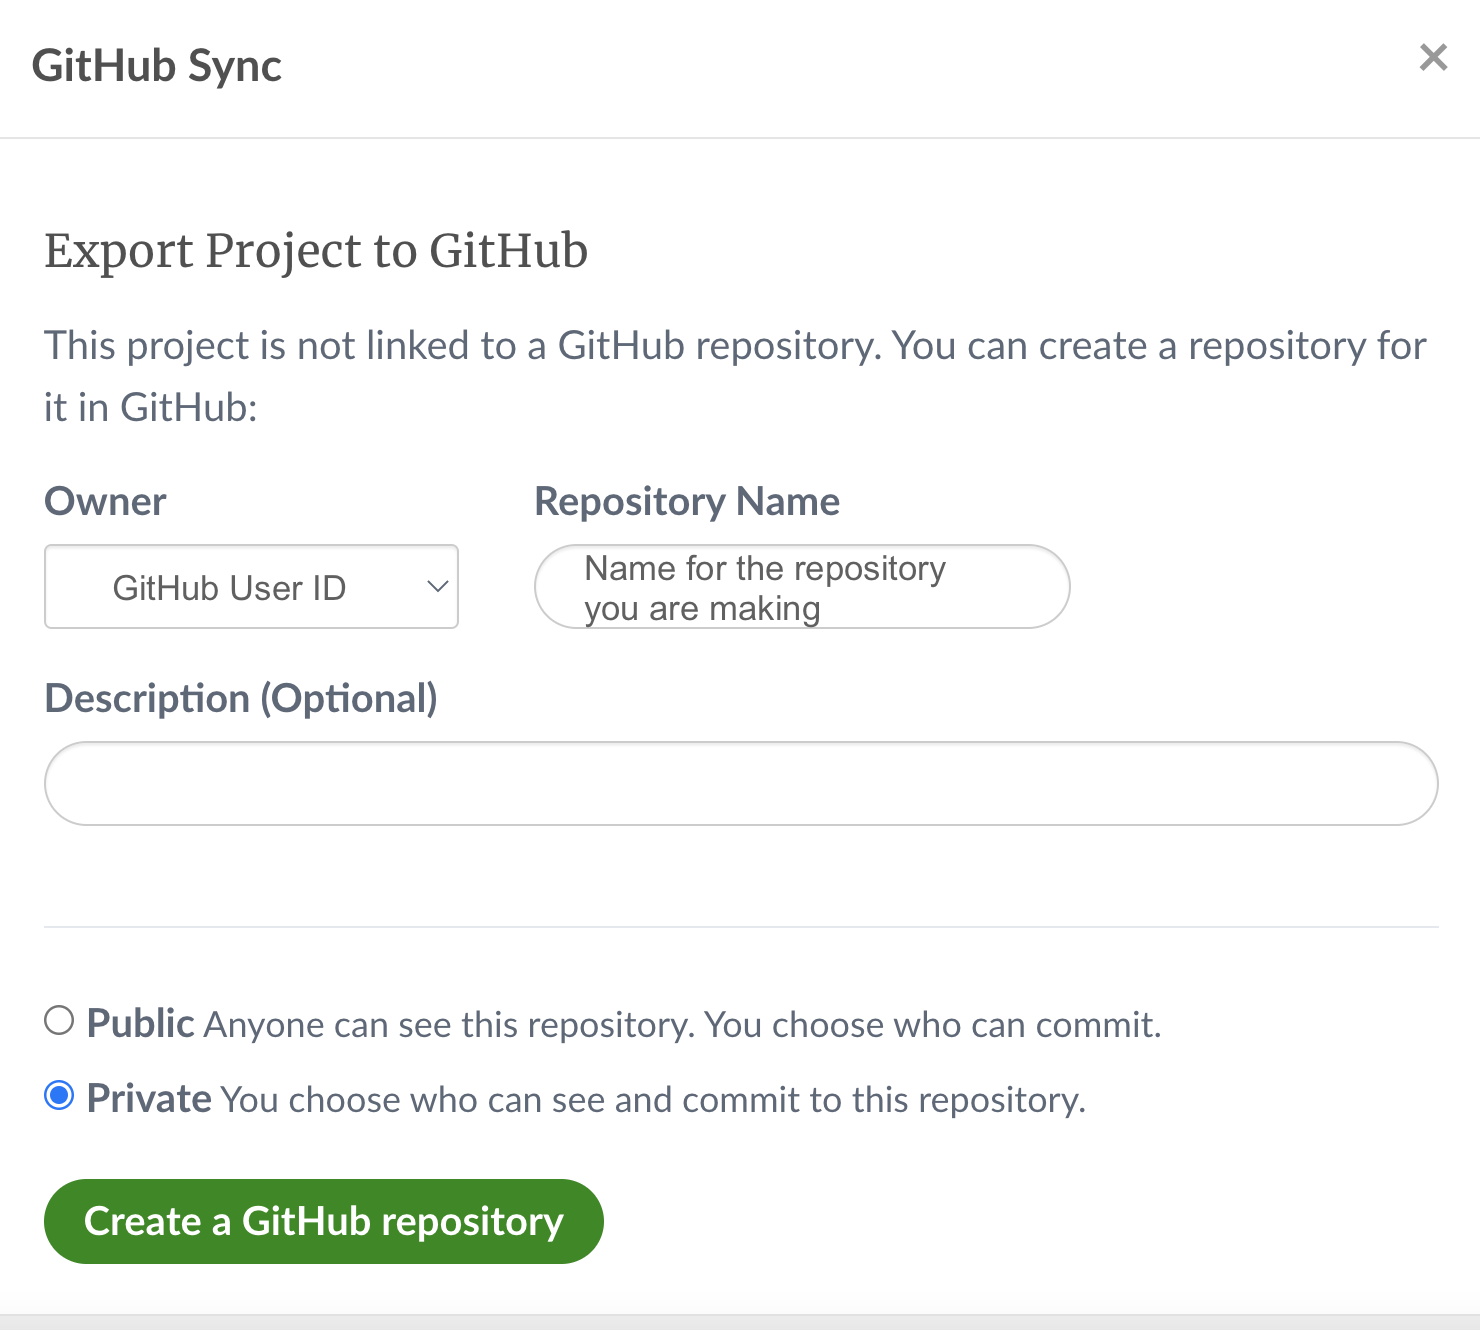 GitHub Sync
Export Project to GitHub
This project is not linked to a GitHub repository. You can create a repository for
it in GitHub:
Owner
Repository Name
GitHub User ID
Name for the repository
you are making
Description (Optional)
Public Anyone can see this repository. You choose who can commit.
Private You choose who can see and commit to this repository.
Create a GitHub repository